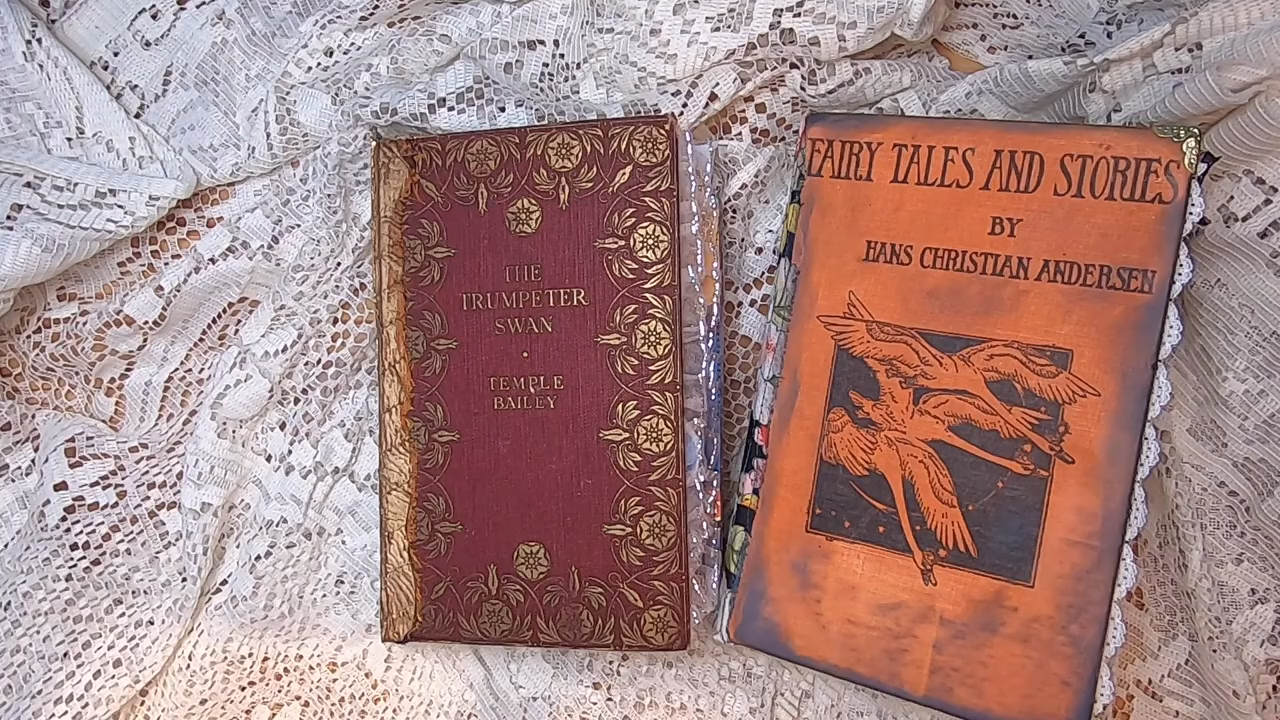 THE
TRUMPETER
SWAN
TEMPLE
BAILEY
FAIRY TALES AND STORIES
BY
HANS CHRISTIAN ANDERSEN